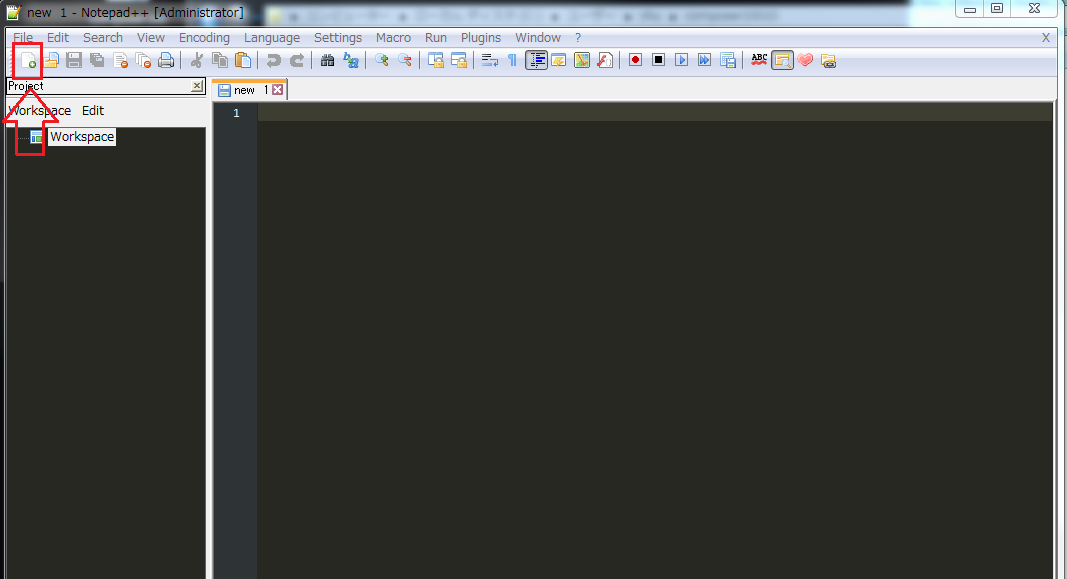 new 1 - Notepad++ [Administrator]
File Edit Search View Encoding Language Settings Macro Run Plugins Window ? X
ABC
Project
new 1
Workspace Edit
1
Workspace